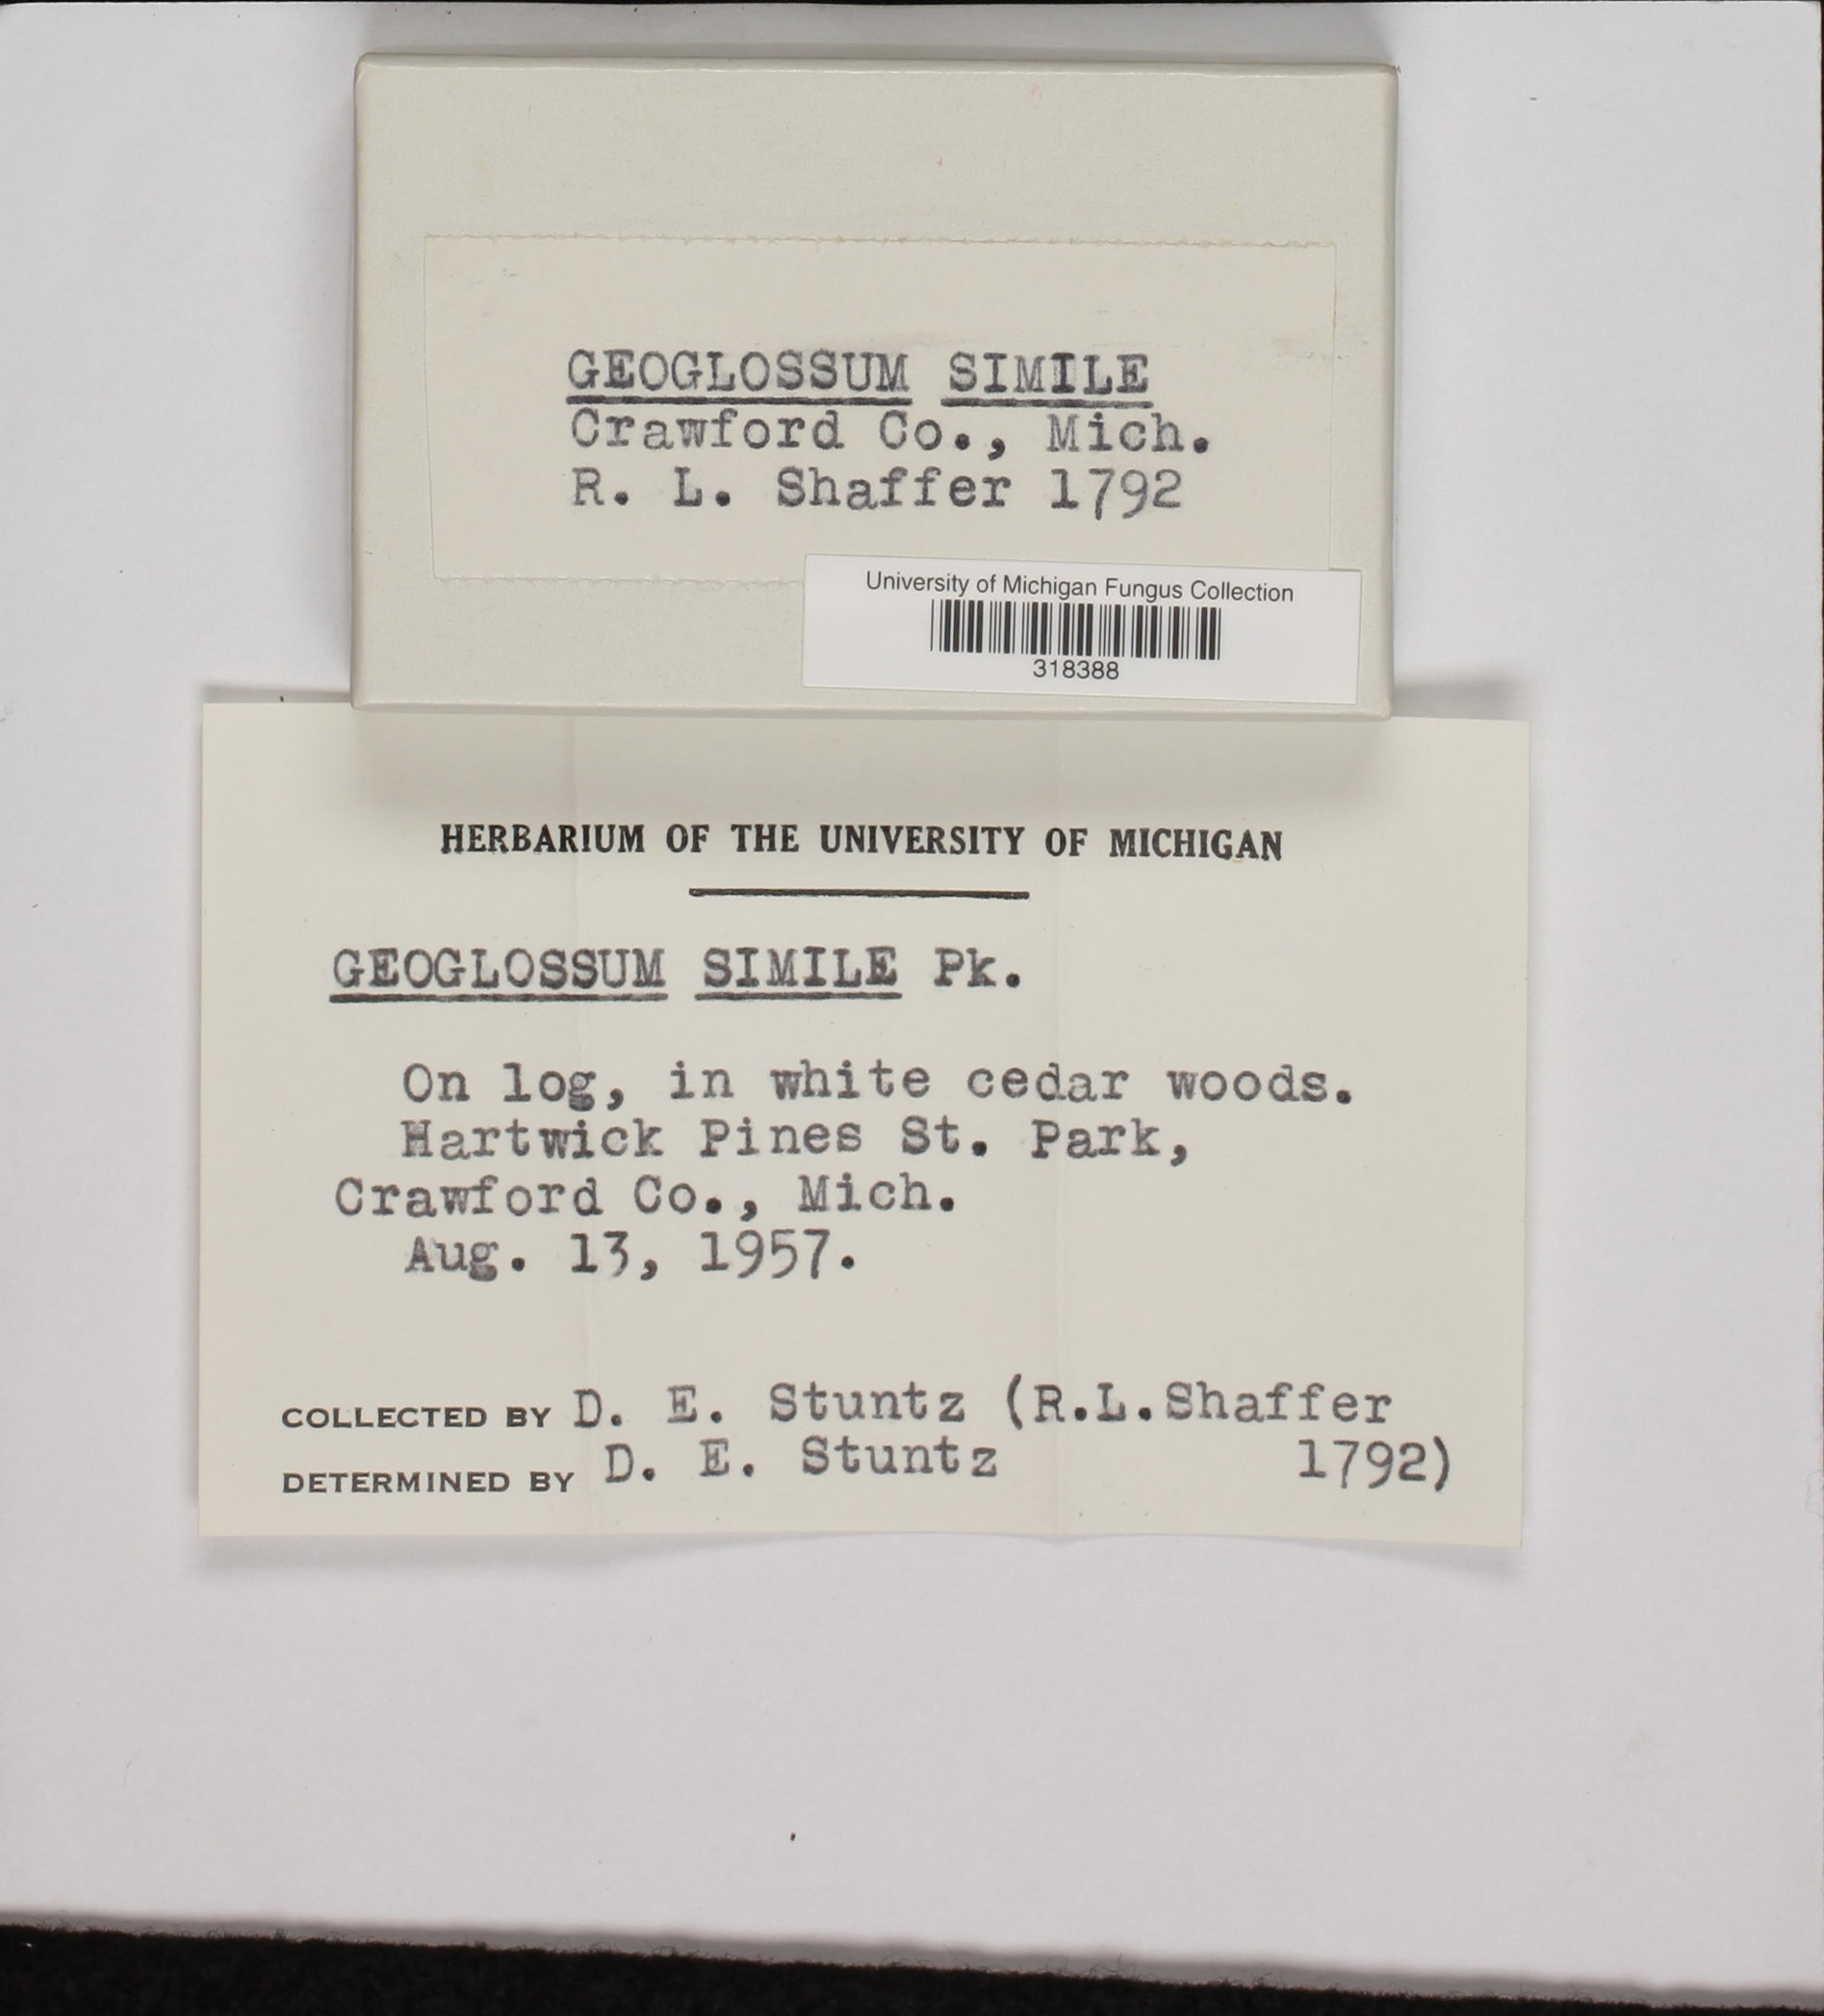 GEOGLOSSUM SIMILE
Crawford Co., Mich.
R. L. Shaffer 1792
University of Michigan Fungus Collection
318388
HERBARIUM OF THE UNIVERSITY OF MICHIGAN
GEOGLOSSUM SIMILE Pk.
On log, in white cedar woods.
Hartwick Pines St. Park,
Crawford Co., Mich.
Aug. 13, 1957.
COLLECTED BY D. E. Stuntz (R.L.Shaffer
DETERMINED BY D. E. Stuntz 1792)